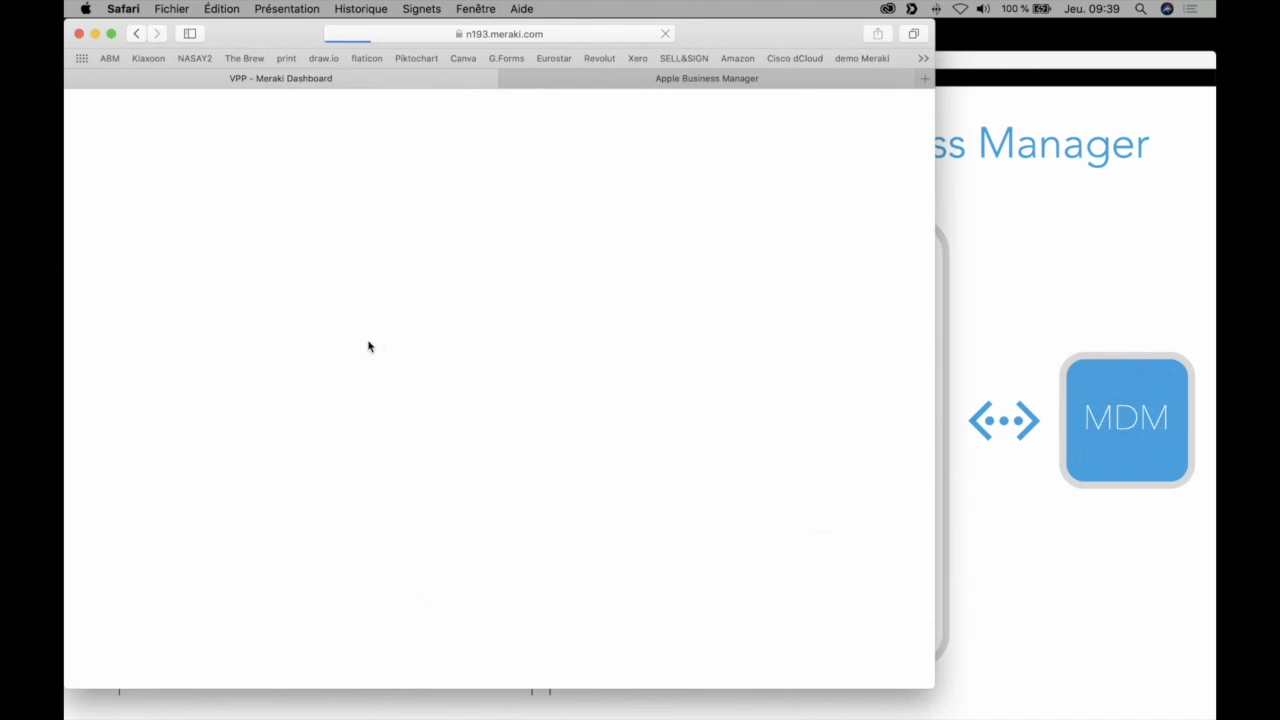 Safari Fichier Édition Présentation Historique Signets Fenêtre Aide 100 % Jeu. 09:39
n193.meraki.com
ABM Klaxoon NASAY2 The Brew print draw.io flaticon Piktochart Canva G.Forms Eurostar Revolut Xero SELL&SIGN Amazon Cisco dCloud demo Meraki >>
VPP - Meraki Dashboard Apple Business Manager +
ss Manager
MDM